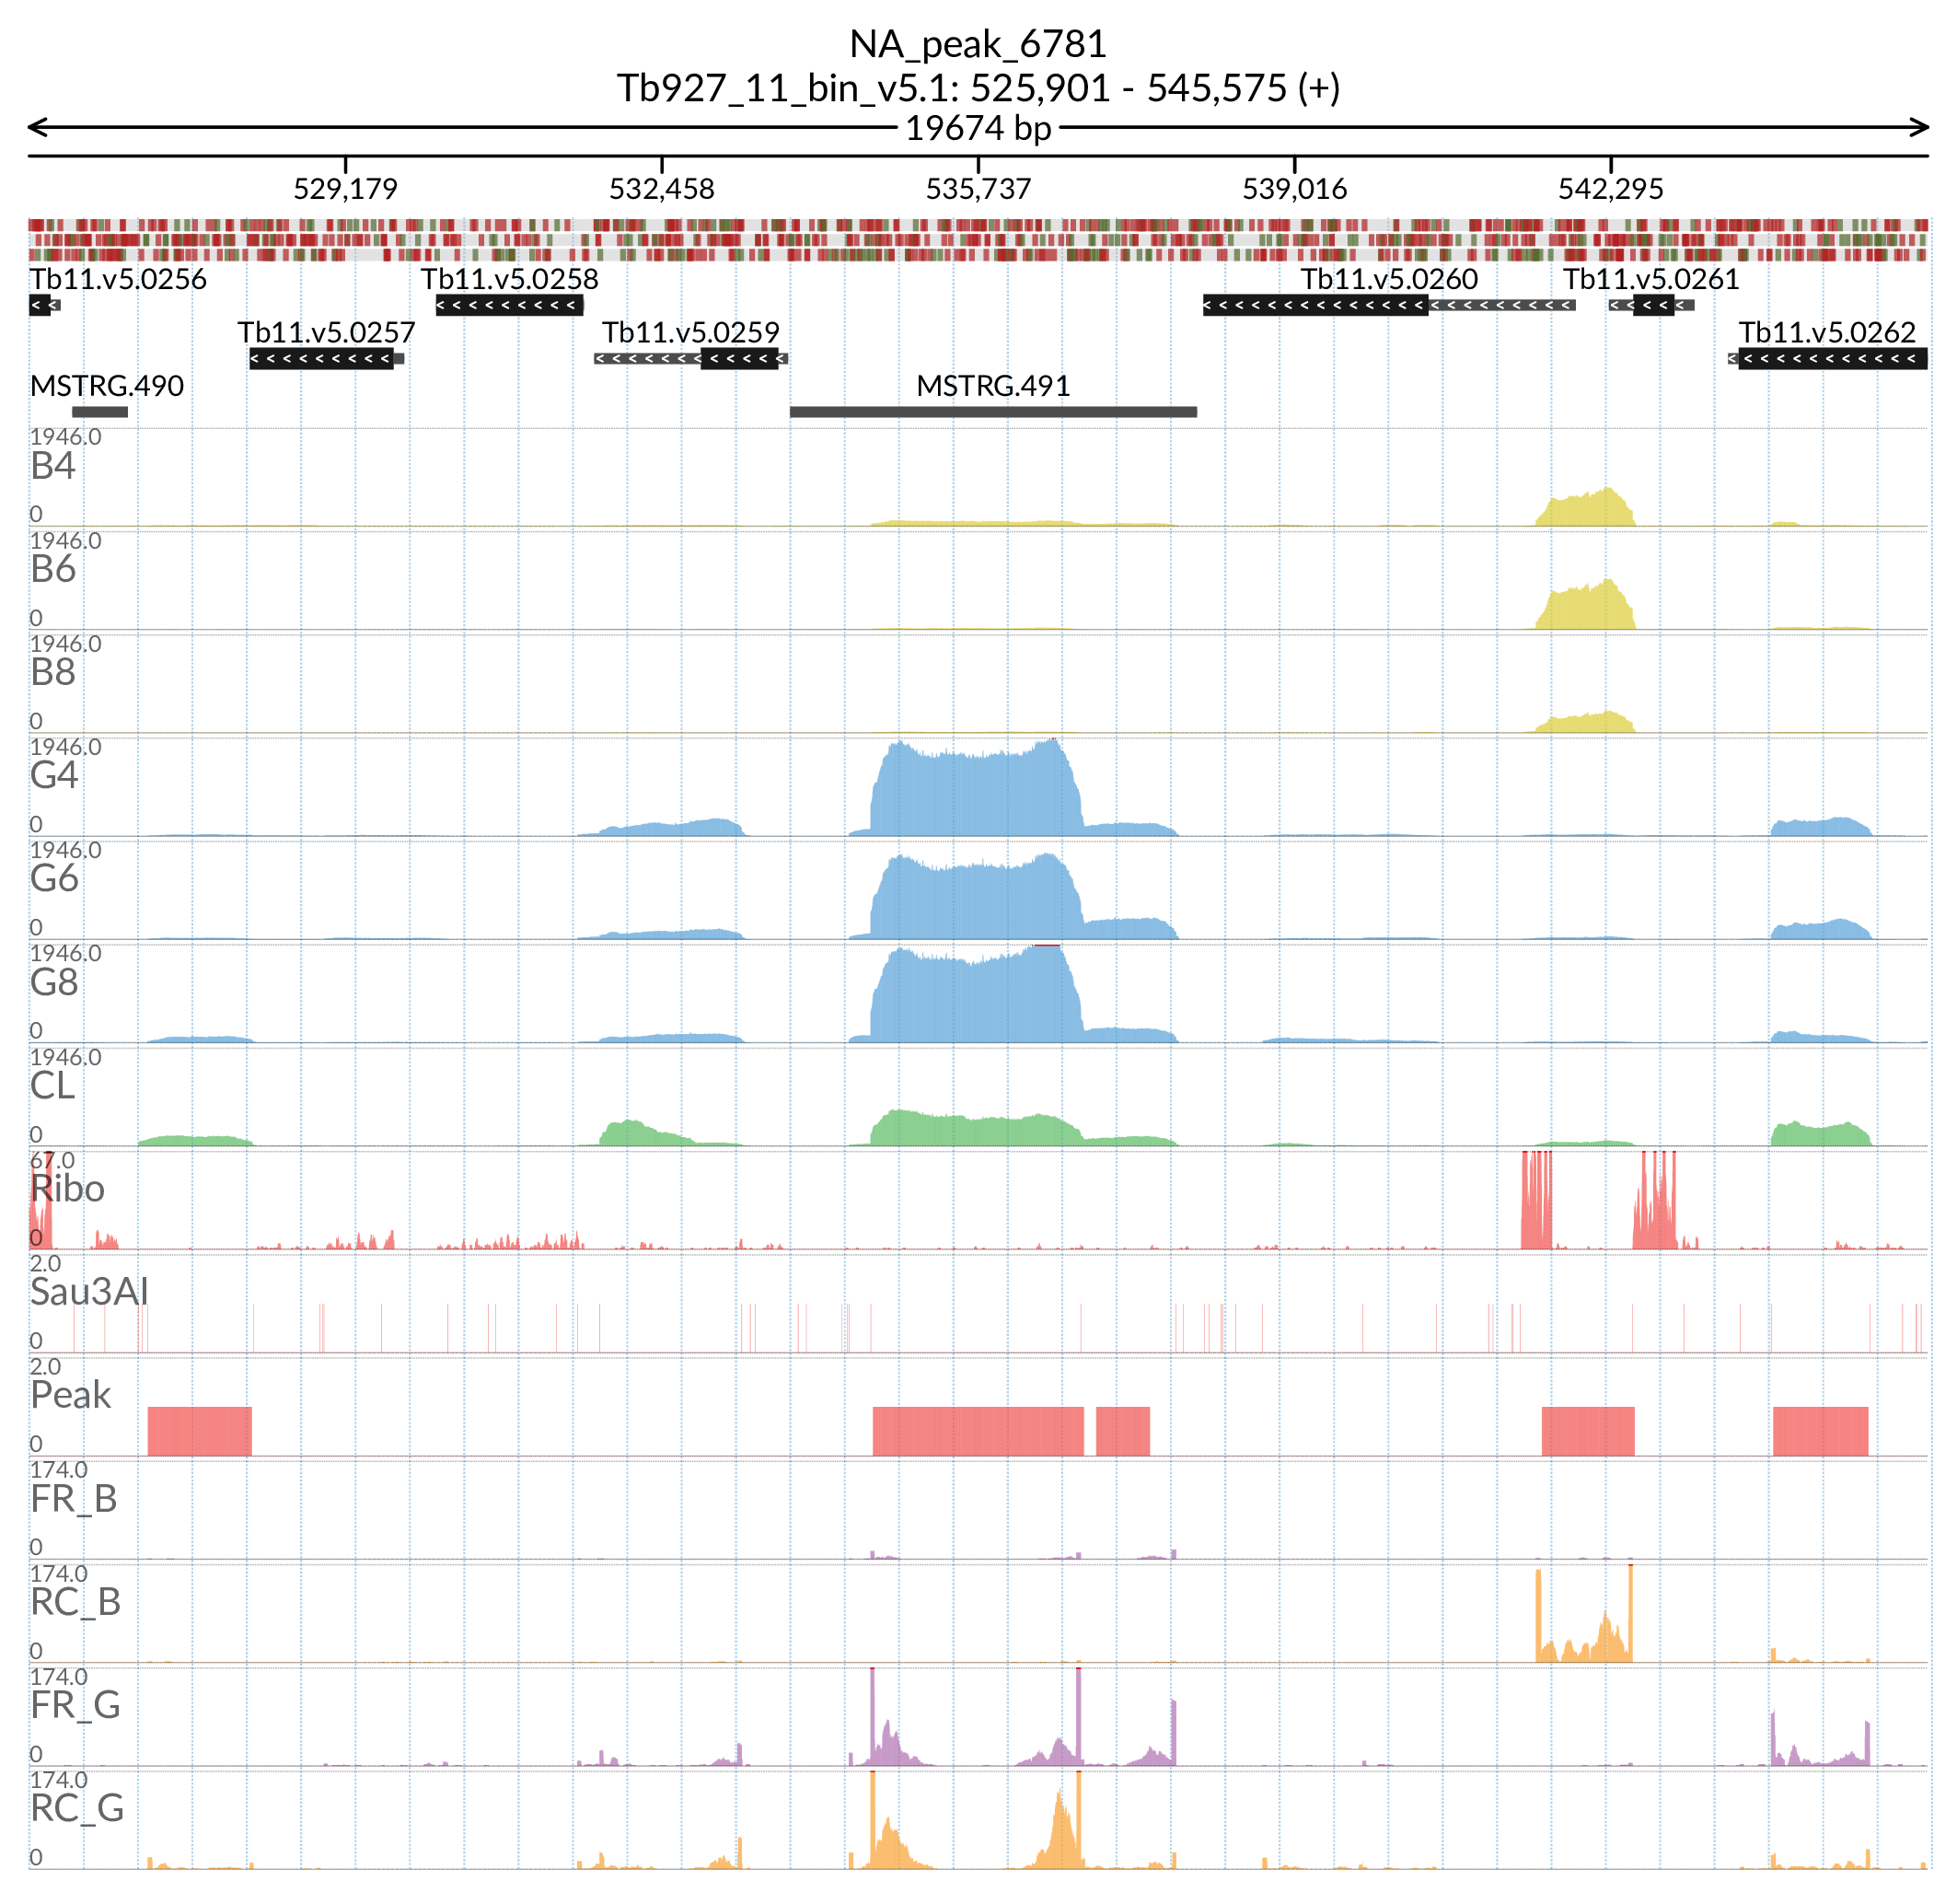 NA_peak_6781
Tb927_11_bin_v5.1: 525,901 - 545,575 (+)
19674 bp
529,179 532,458 535,737 539,016 542,295
Tb11.v5.0256 Tb11.v5.0258 Tb11.v5.0260 Tb11.v5.0261
Tb11.v5.0257 Tb11.v5.0259 Tb11.v5.0262
MSTRG.490 MSTRG.491
1946.0
B4
0
1946.0
B6
0
1946.0
B8
0
1946.0
G4
0
1946.0
G6
0
1946.0
G8
0
1946.0
CL
0
67.0
Ribo
0
2.0
Sau3AI
0
2.0
Peak
0
174.0
FR_B
0
174.0
RC_B
0
174.0
FR_G
0
174.0
RC_G
0